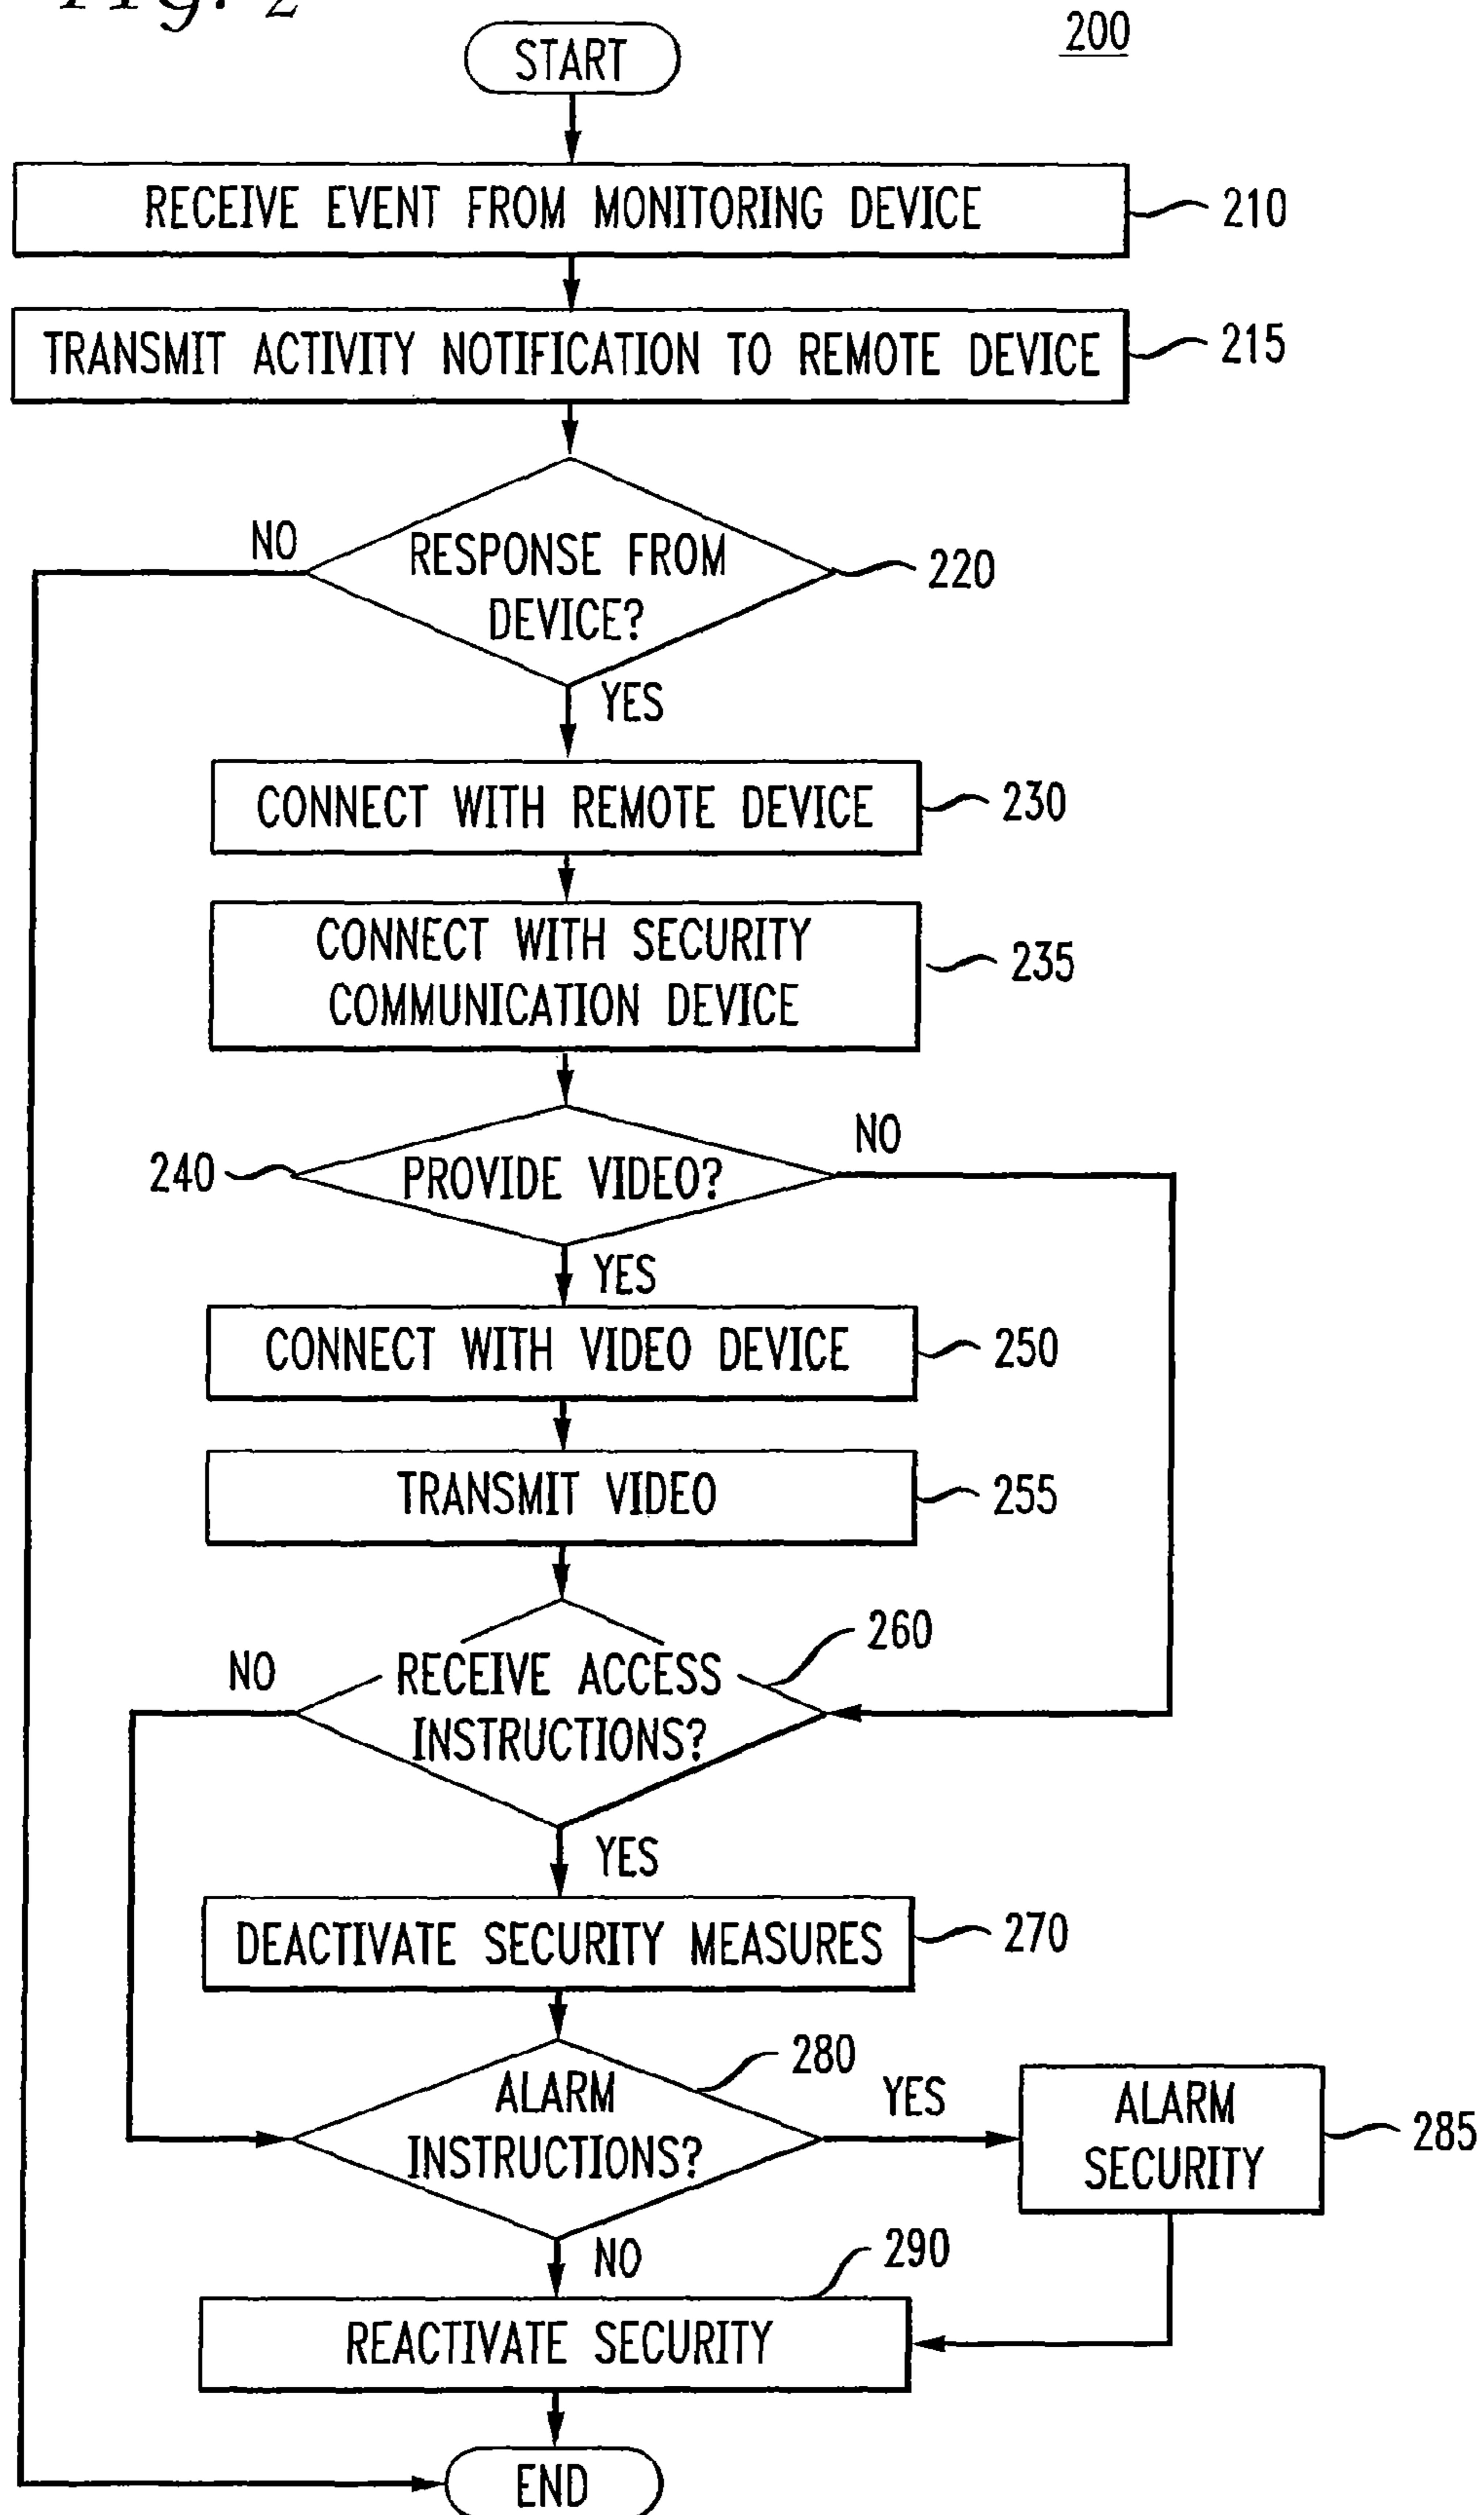 Fig. 2
200
START
RECEIVE EVENT FROM MONITORING DEVICE
210
TRANSMIT ACTIVITY NOTIFICATION TO REMOTE DEVICE
215
NO
RESPONSE FROM
DEVICE?
220
YES
CONNECT WITH REMOTE DEVICE
230
CONNECT WITH SECURITY
COMMUNICATION DEVICE
235
NO
240
PROVIDE VIDEO?
YES
CONNECT WITH VIDEO DEVICE
250
TRANSMIT VIDEO
255
260
NO
RECEIVE ACCESS
INSTRUCTIONS?
YES
DEACTIVATE SECURITY MEASURES
270
280
ALARM
INSTRUCTIONS?
YES
ALARM
SECURITY
285
NO
290
REACTIVATE SECURITY
END